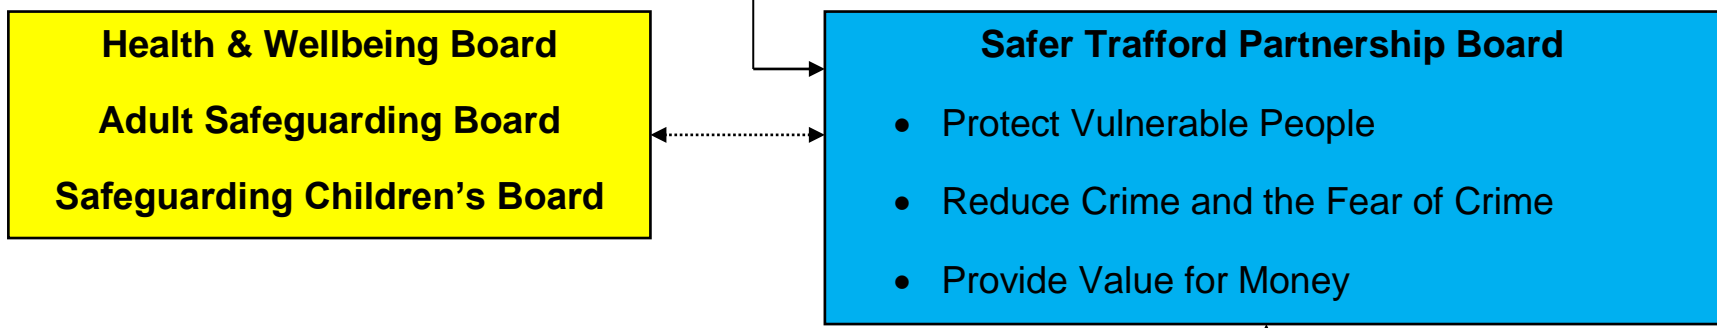 Health & Wellbeing Board
Adult Safeguarding Board
Safeguarding Children’s Board
Safer Trafford Partnership Board
• Protect Vulnerable People
• Reduce Crime and the Fear of Crime
• Provide Value for Money